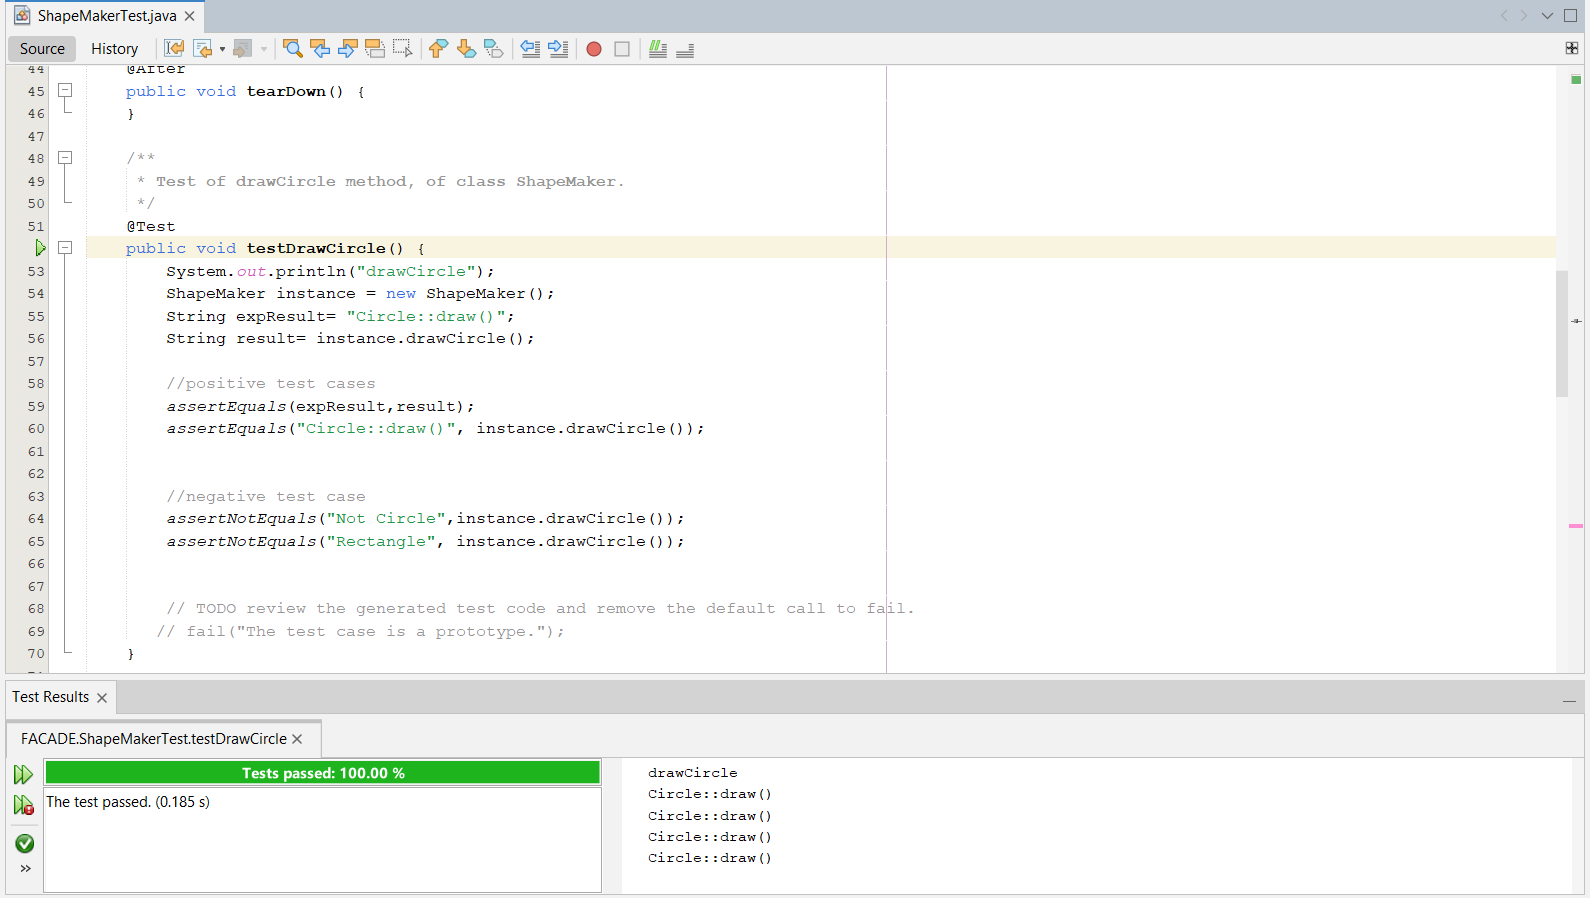 ShapeMakerTest.java
Source History
44 @After
45 public void tearDown() {
46 }
47
48 /**
49 * Test of drawCircle method, of class ShapeMaker.
50 */
51 @Test
public void testDrawCircle() {
53 System.out.println("drawCircle");
54 ShapeMaker instance = new ShapeMaker();
55 String expResult= "Circle::draw()";
56 String result= instance.drawCircle();
57
58 //positive test cases
59 assertEquals(expResult,result);
60 assertEquals("Circle::draw()", instance.drawCircle());
61
62
63 //negative test case
64 assertNotEquals("Not Circle",instance.drawCircle());
65 assertNotEquals("Rectangle", instance.drawCircle());
66
67
68 // TODO review the generated test code and remove the default call to fail.
69 // fail("The test case is a prototype.");
70 }
Test Results
FACADE.ShapeMakerTest.testDrawCircle
Tests passed: 100.00 %
The test passed. (0.185 s)
drawCircle
Circle::draw()
Circle::draw()
Circle::draw()
Circle::draw()